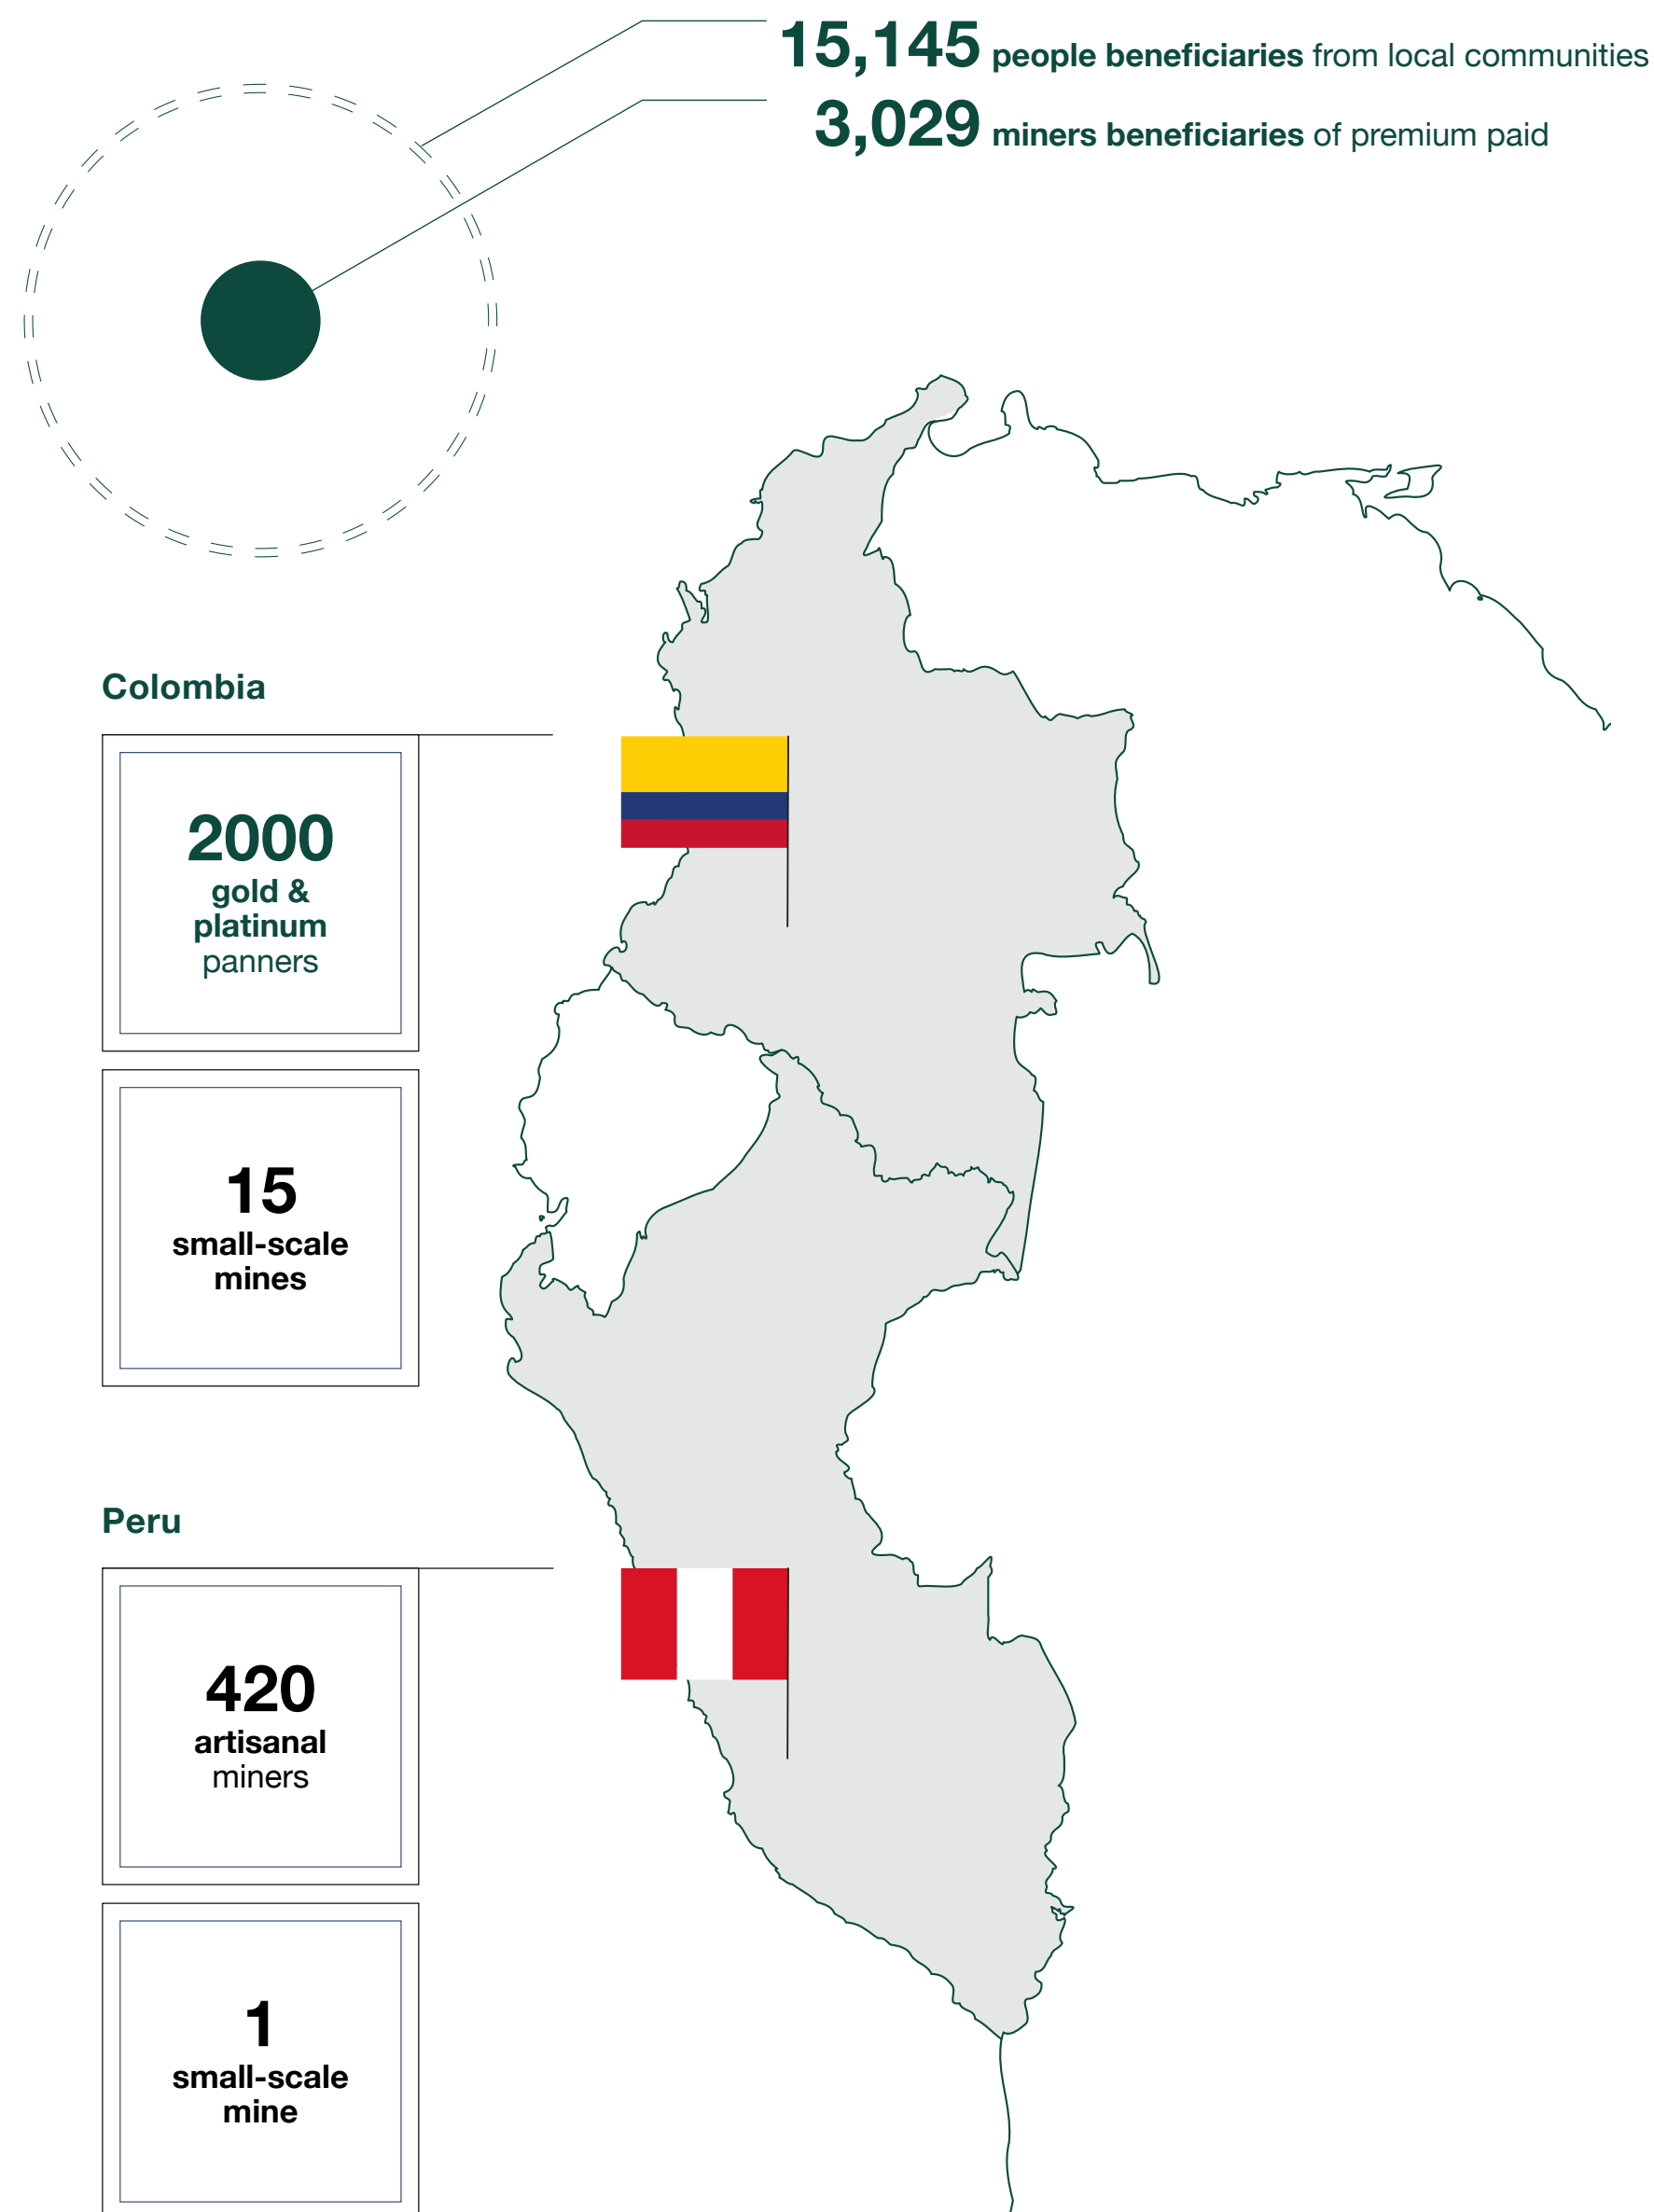 15,145 people beneficiaries from local communities
3,029 miners beneficiaries of premium paid
Colombia
2000
gold &
platinum
panners
15
small-scale
mines
Peru
420
artisanal
miners
1
small-scale
mine